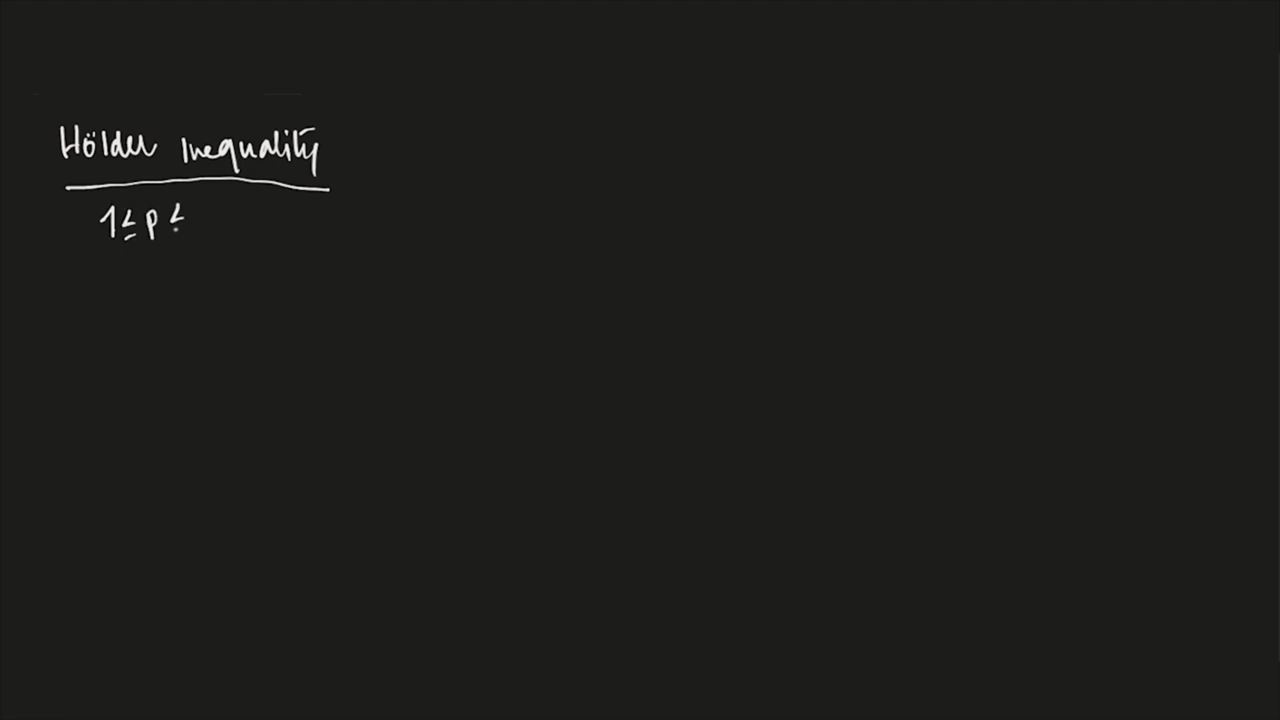 Hölder Inequality
1 ≤ p ≤